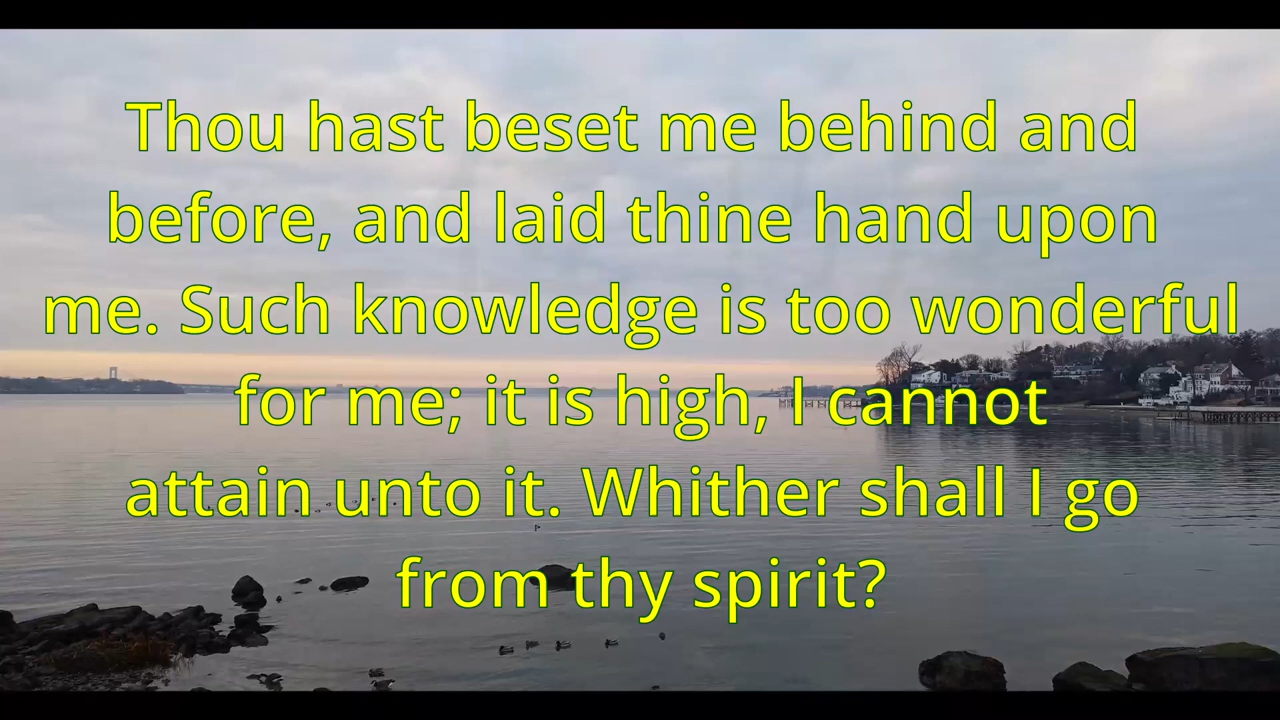 Thou hast beset me behind and
before, and laid thine hand upon
me. Such knowledge is too wonderful
for me; it is high, I cannot
attain unto it. Whither shall I go
from thy spirit?